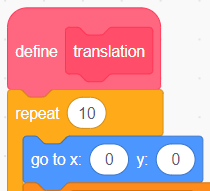 define translation
repeat 10
go to x: 0 y: 0